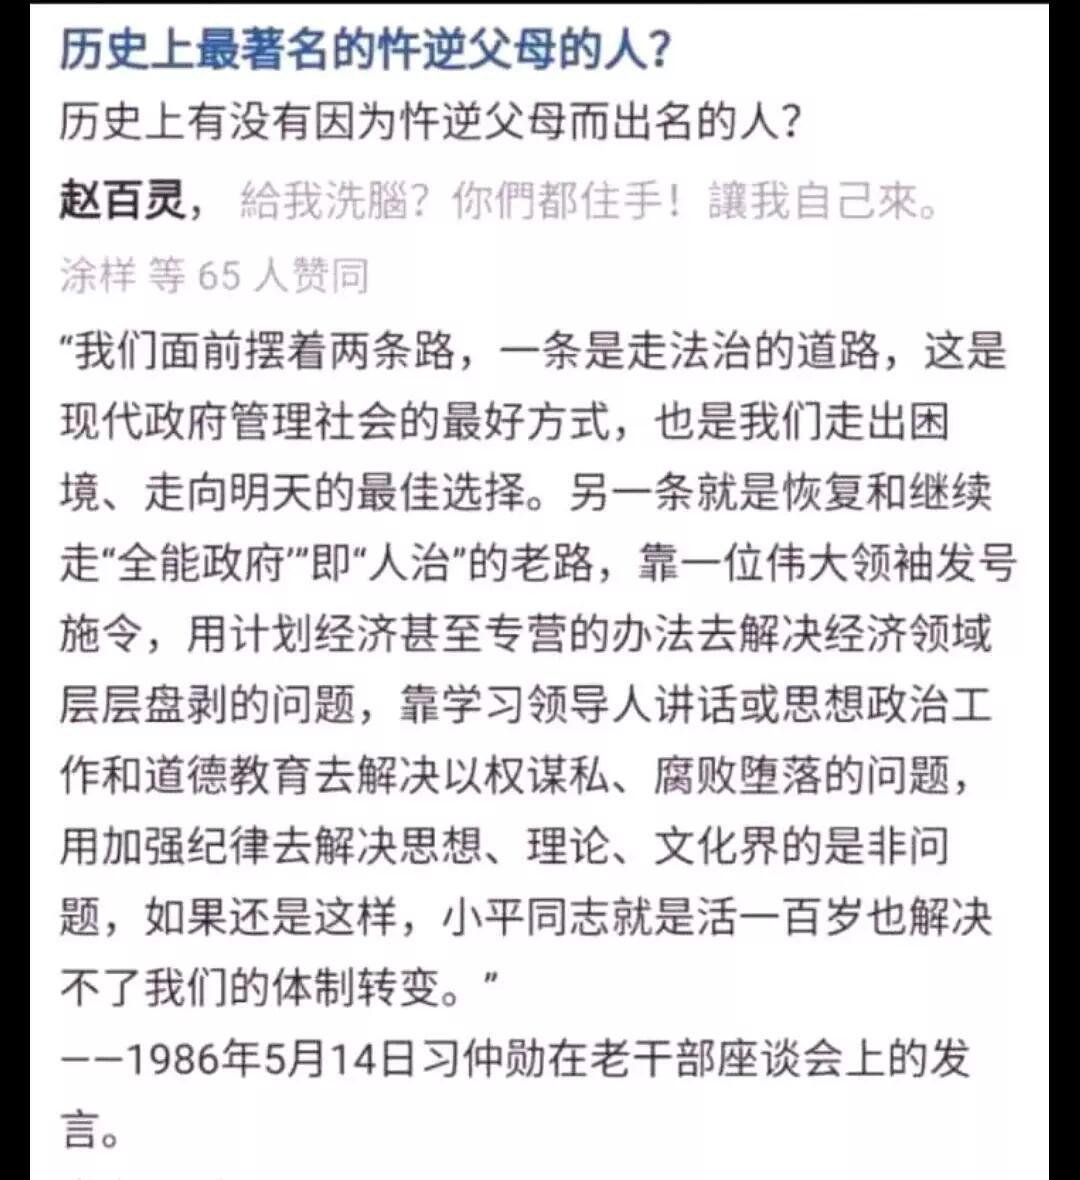 历史上最著名的忤逆父母的人？
历史上有没有因为忤逆父母而出名的人？
赵百灵，給我洗腦？你們都住手！讓我自己來。
涂样 等 65 人赞同
“我们面前摆着两条路，一条是走法治的道路，这是
现代政府管理社会的最好方式，也是我们走出困
境、走向明天的最佳选择。另一条就是恢复和继续
走“全能政府’”即“人治”的老路，靠一位伟大领袖发号
施令，用计划经济甚至专营的办法去解决经济领域
层层盘剥的问题，靠学习领导人讲话或思想政治工
作和道德教育去解决以权谋私、腐败堕落的问题，
用加强纪律去解决思想、理论、文化界的是非问
题，如果还是这样，小平同志就是活一百岁也解决
不了我们的体制转变。”
——1986年5月14日习仲勋在老干部座谈会上的发
言。